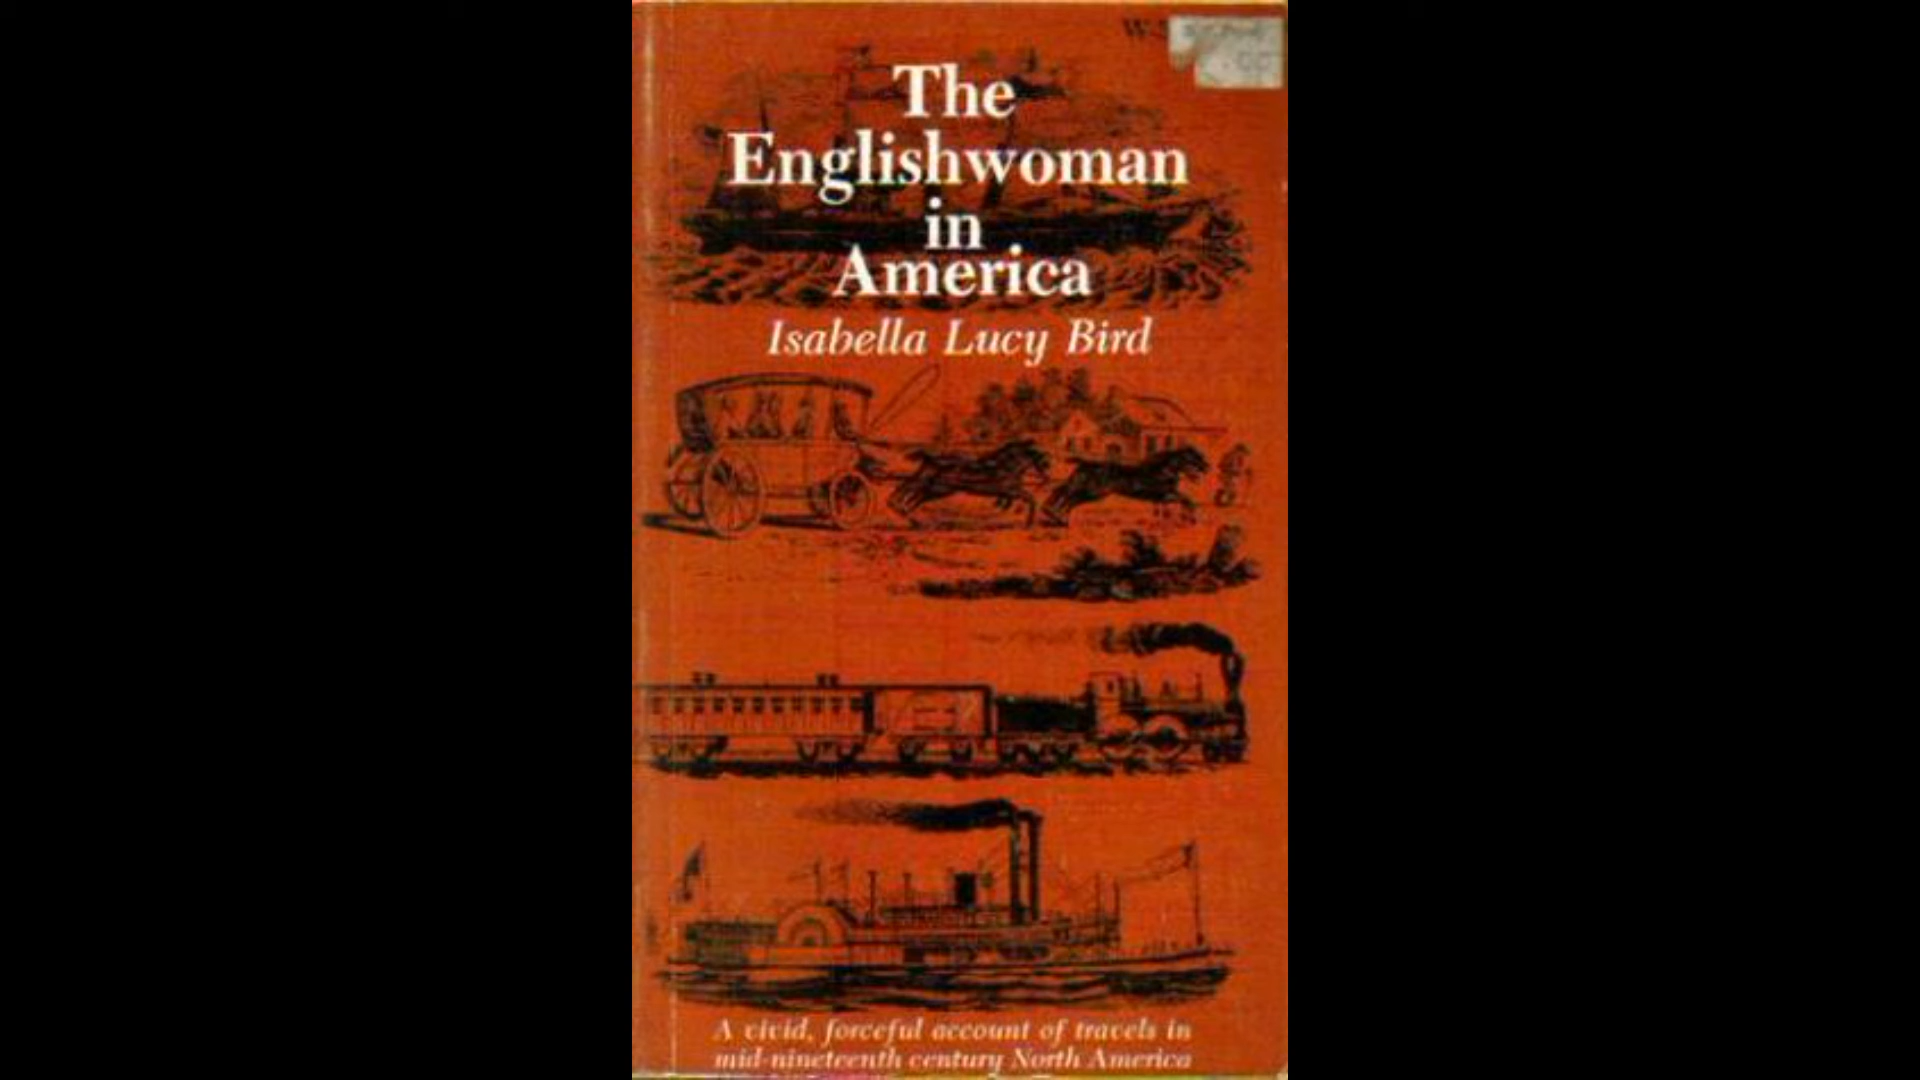 The
Englishwoman
in
America
Isabella Lucy Bird
A vivid, forceful account of travels in
mid-nineteenth century North America